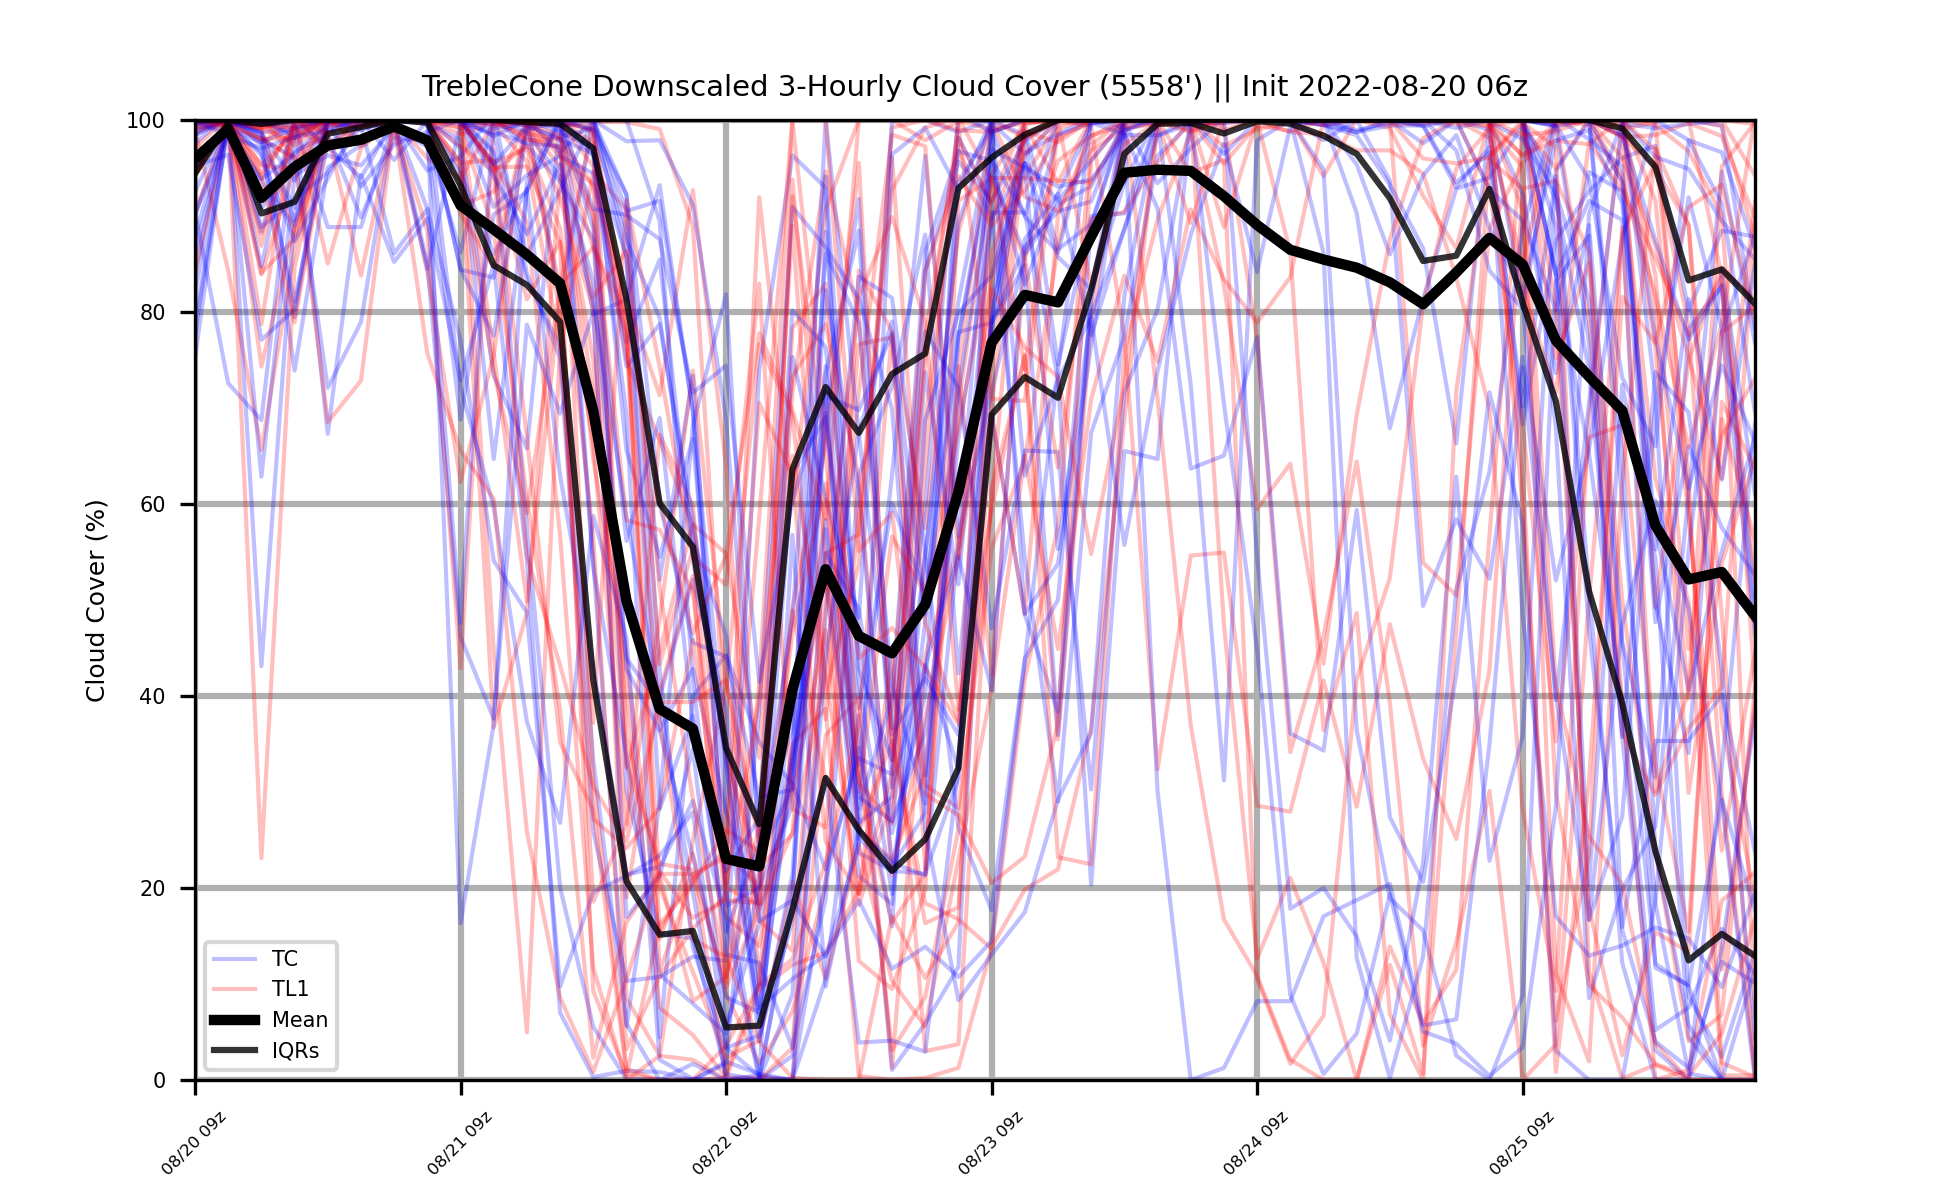 TrebleCone Downscaled 3-Hourly Cloud Cover (5558') || Init 2022-08-20 06z
Cloud Cover (%)
100
80
60
40
20
0
TC
TL1
Mean
IQRs
08/20 09z
08/21 09z
08/22 09z
08/23 09z
08/24 09z
08/25 09z